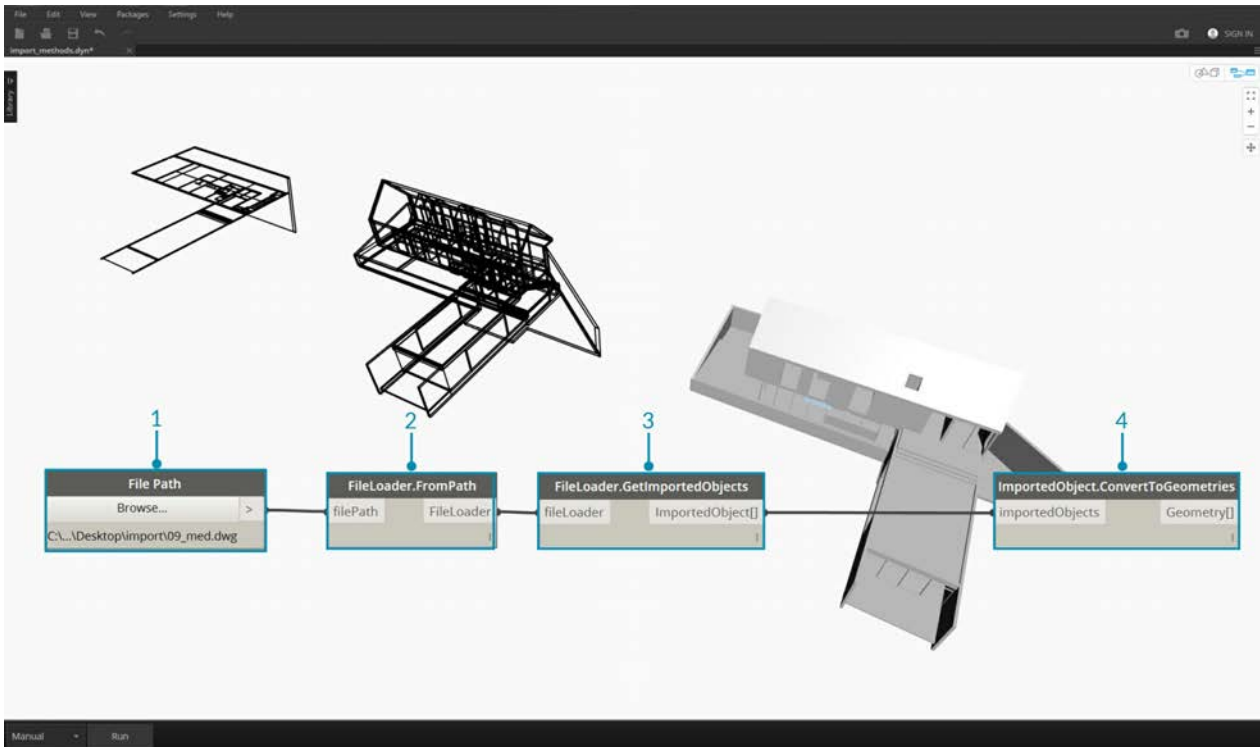 File Edit View Packages Settings Help
SIGN IN
import_methods.dyn* ×
Library
1
2
3
4
File Path
Browse... >
C:\...\Desktop\import\09_med.dwg
FileLoader.FromPath
filePath FileLoader
l
FileLoader.GetImportedObjects
fileLoader ImportedObject[]
l
ImportedObject.ConvertToGeometries
importedObjects Geometry[]
l
Manual Run